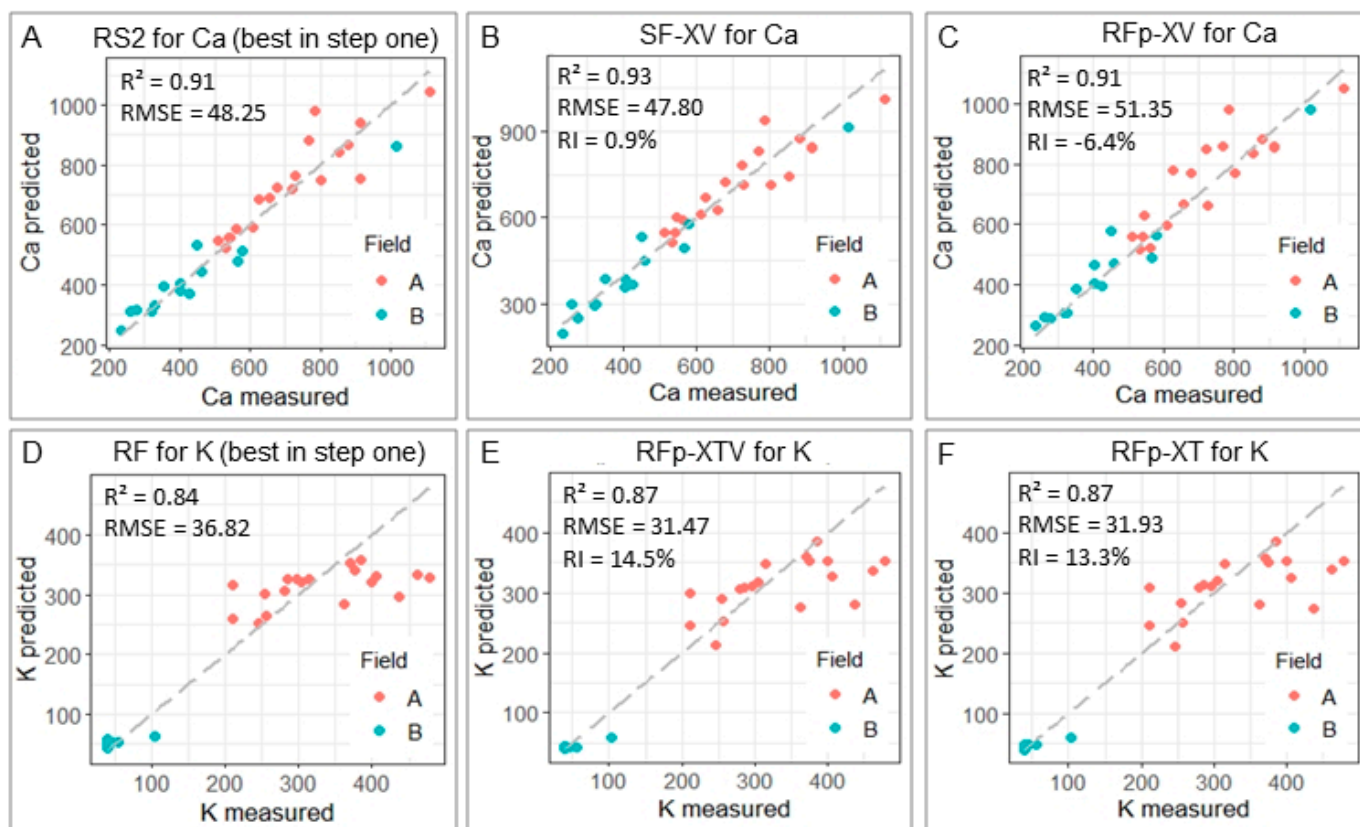 A
RS2 for Ca (best in step one)
R² = 0.91
RMSE = 48.25
Ca predicted
1000
800
600
400
200
Field
A
B
200 400 600 800 1000
Ca measured
B
SF-XV for Ca
R² = 0.93
RMSE = 47.80
RI = 0.9%
Ca predicted
900
600
300
Field
A
B
200 400 600 800 1000
Ca measured
C
RFp-XV for Ca
R² = 0.91
RMSE = 51.35
RI = -6.4%
Ca predicted
1000
800
600
400
200
Field
A
B
200 400 600 800 1000
Ca measured
D
RF for K (best in step one)
R² = 0.84
RMSE = 36.82
K predicted
400
300
200
100
Field
A
B
100 200 300 400
K measured
E
RFp-XTV for K
R² = 0.87
RMSE = 31.47
RI = 14.5%
K predicted
400
300
200
100
Field
A
B
100 200 300 400
K measured
F
RFp-XT for K
R² = 0.87
RMSE = 31.93
RI = 13.3%
K predicted
400
300
200
100
Field
A
B
100 200 300 400
K measured